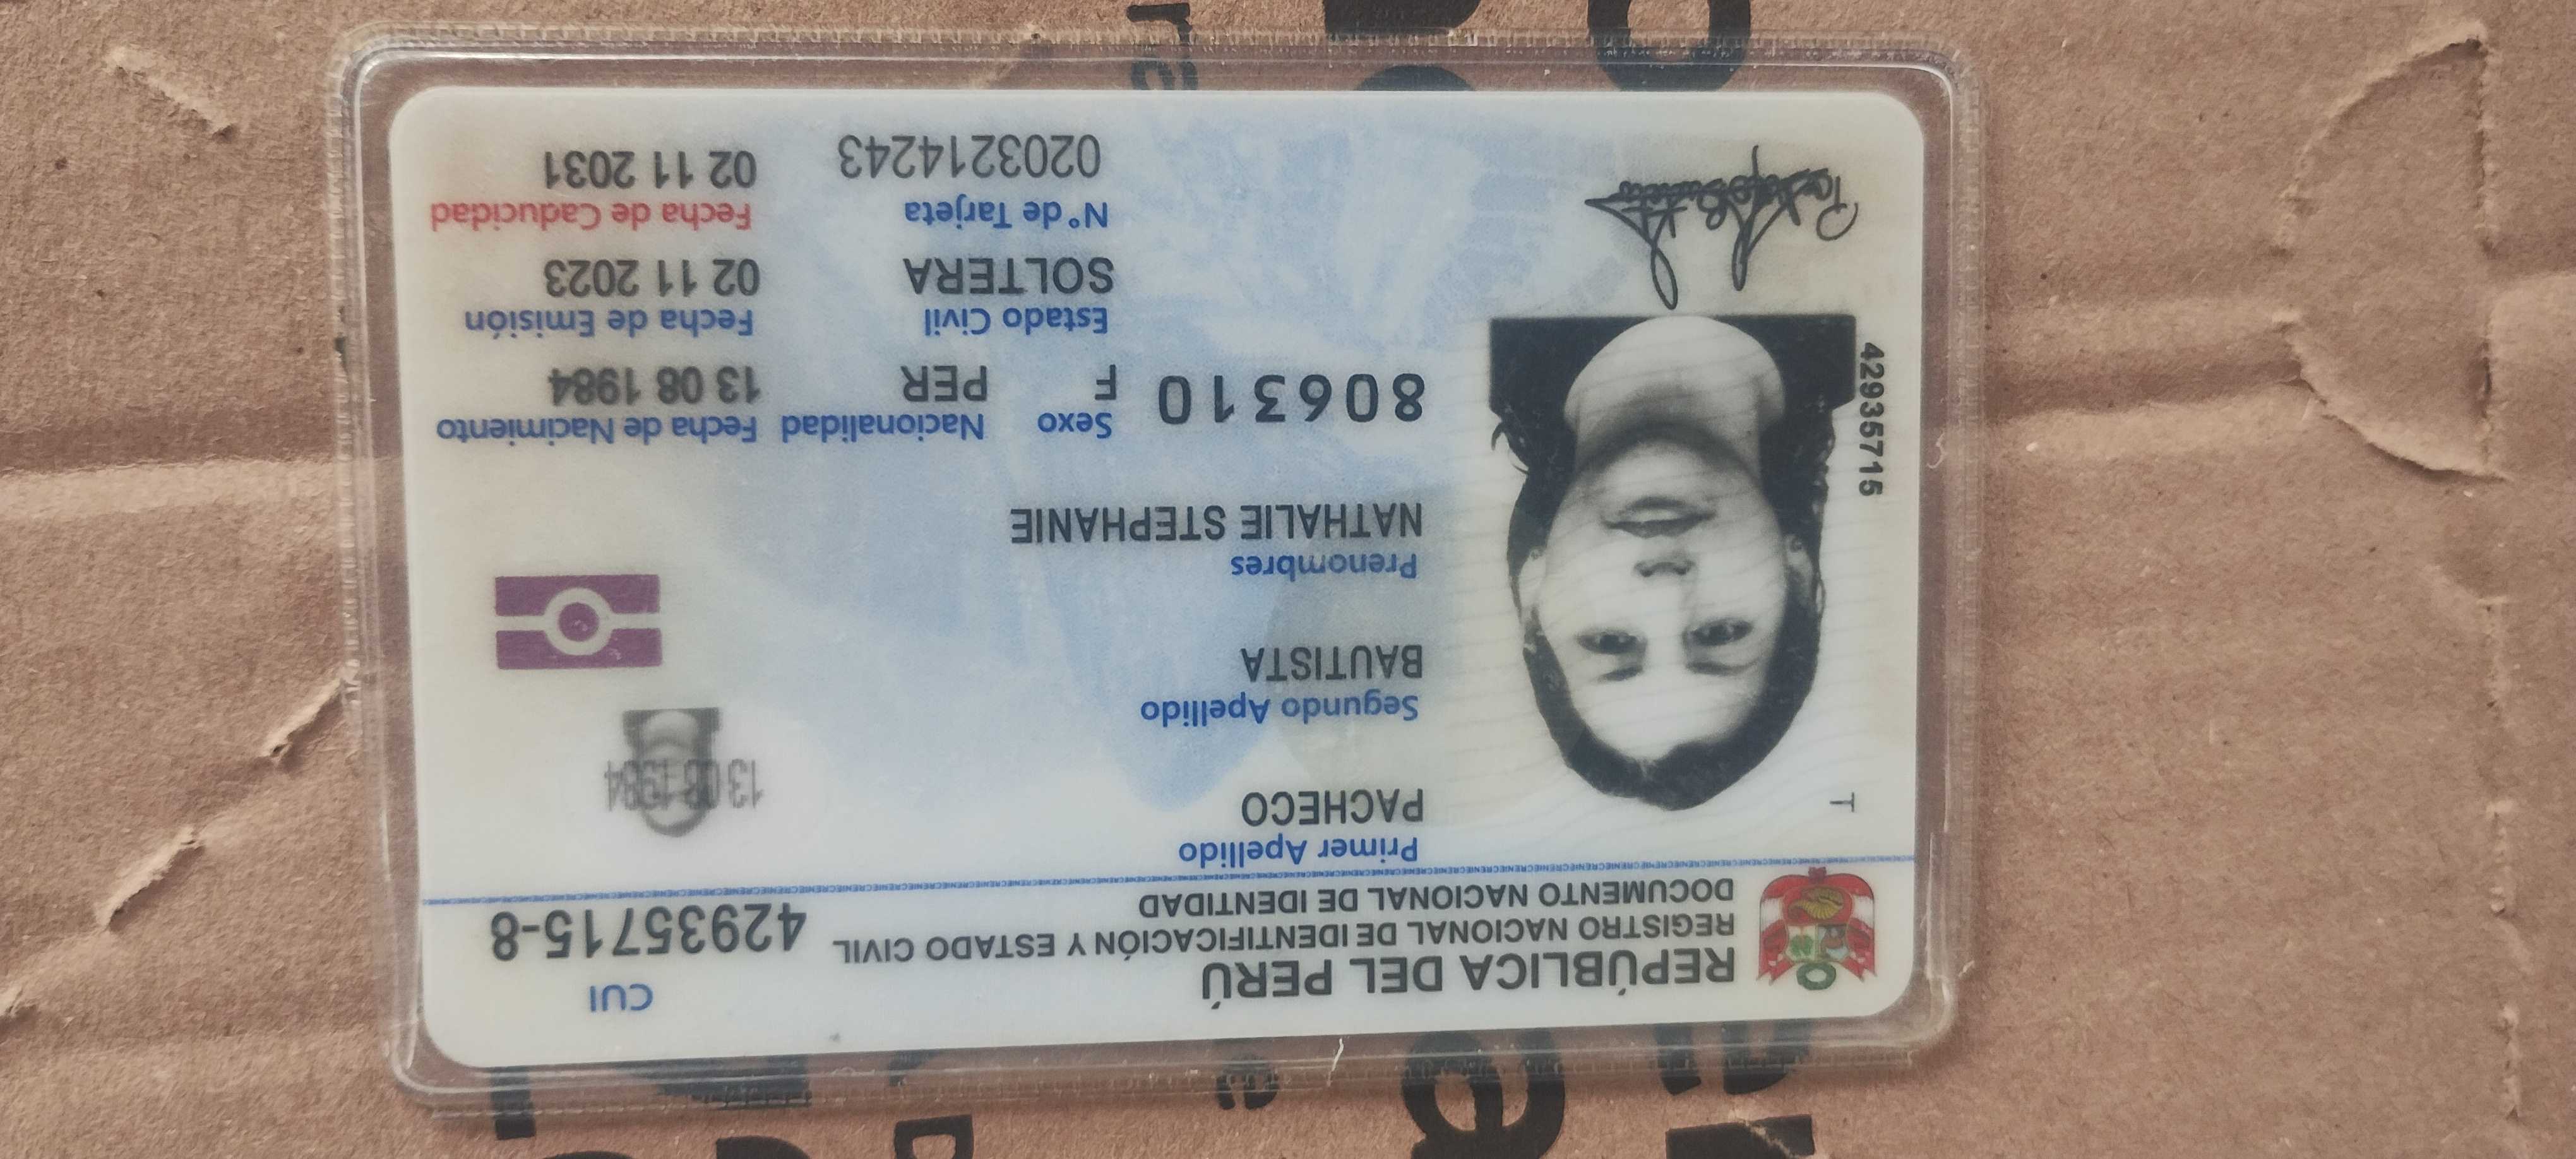 REPÚBLICA DEL PERÚ
REGISTRO NACIONAL DE IDENTIFICACIÓN Y ESTADO CIVIL
DOCUMENTO NACIONAL DE IDENTIDAD
CUI
42935715-8
T
Primer Apellido
PACHECO
13 08 1984
Segundo Apellido
BAUTISTA
Prenombres
NATHALIE STEPHANIE
42935715
806310
Sexo
F
Nacionalidad
PER
Fecha de Nacimiento
13 08 1984
Estado Civil
SOLTERA
Fecha de Emisión
02 11 2023
N° de Tarjeta
0203214243
Fecha de Caducidad
02 11 2031